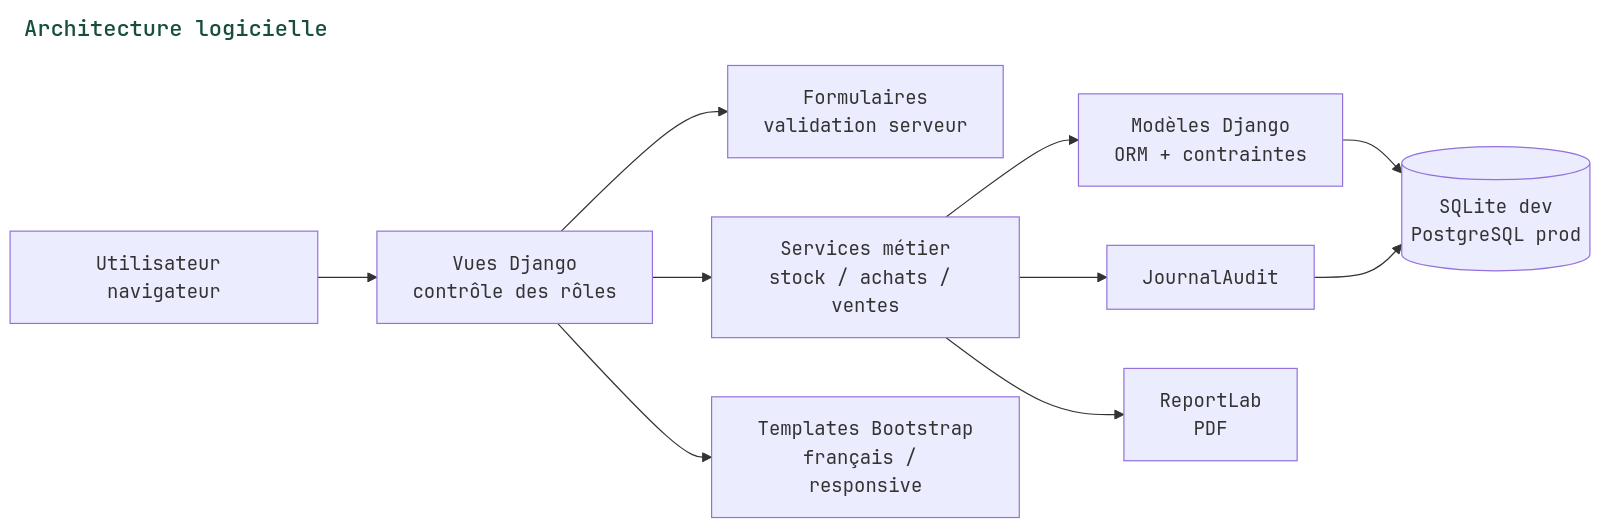 Architecture logicielle
Utilisateur
navigateur
Vues Django
contrôle des rôles
Formulaires
validation serveur
Services métier
stock / achats /
ventes
Templates Bootstrap
français /
responsive
Modèles Django
ORM + contraintes
JournalAudit
ReportLab
PDF
SQLite dev
PostgreSQL prod